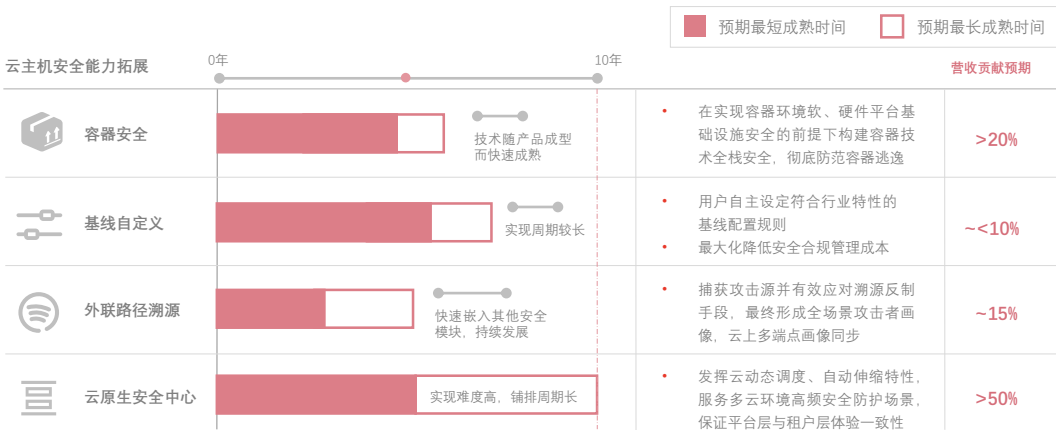 预期最短成熟时间
预期最长成熟时间
云主机安全能力拓展
0年
10年
营收贡献预期
容器安全
技术随产品成型
而快速成熟
• 在实现容器环境软、硬件平台基
础设施安全的前提下构建容器技
术全栈安全，彻底防范容器逃逸
>20%
基线自定义
实现周期较长
• 用户自主设定符合行业特性的
基线配置规则
• 最大化降低安全合规管理成本
~<10%
外联路径溯源
快速嵌入其他安全
模块，持续发展
• 捕获攻击源并有效应对溯源反制
手段，最终形成全场景攻击者画
像，云上多端点画像同步
~15%
云原生安全中心
实现难度高，铺排周期长
• 发挥云动态调度、自动伸缩特性，
服务多云环境高频安全防护场景，
保证平台层与租户层体验一致性
>50%